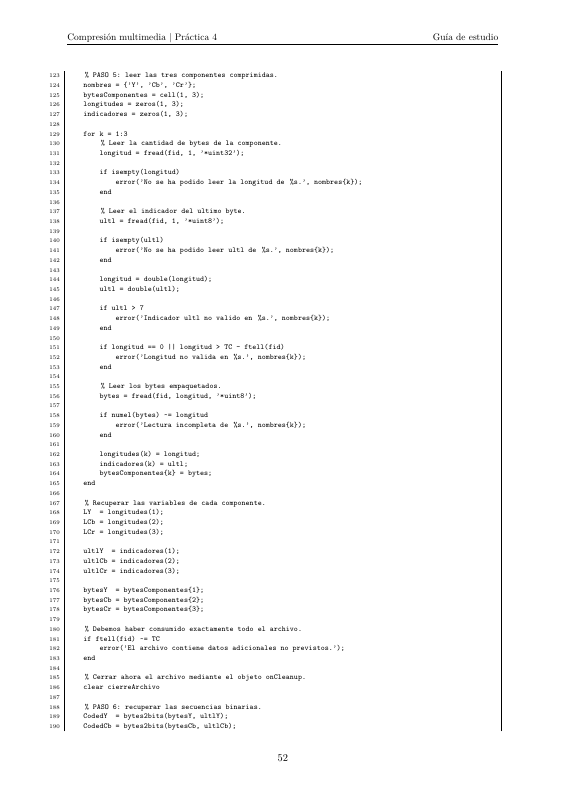 Compresión multimedia | Práctica 4
Guía de estudio
123 % PASO 5: leer las tres componentes comprimidas.
124 nombres = {'Y', 'Cb', 'Cr'};
125 bytesComponentes = cell(1, 3);
126 longitudes = zeros(1, 3);
127 indicadores = zeros(1, 3);
128
129 for k = 1:3
130 % Leer la cantidad de bytes de la componente.
131 longitud = fread(fid, 1, '*uint32');
132
133 if isempty(longitud)
134 error('No se ha podido leer la longitud de %s.', nombres{k});
135 end
136
137 % Leer el indicador del ultimo byte.
138 ultl = fread(fid, 1, '*uint8');
139
140 if isempty(ultl)
141 error('No se ha podido leer ultl de %s.', nombres{k});
142 end
143
144 longitud = double(longitud);
145 ultl = double(ultl);
146
147 if ultl > 7
148 error('Indicador ultl no valido en %s.', nombres{k});
149 end
150
151 if longitud == 0 || longitud > TC - ftell(fid)
152 error('Longitud no valida en %s.', nombres{k});
153 end
154
155 % Leer los bytes empaquetados.
156 bytes = fread(fid, longitud, '*uint8');
157
158 if numel(bytes) ~= longitud
159 error('Lectura incompleta de %s.', nombres{k});
160 end
161
162 longitudes(k) = longitud;
163 indicadores(k) = ultl;
164 bytesComponentes{k} = bytes;
165 end
166
167 % Recuperar las variables de cada componente.
168 LY = longitudes(1);
169 LCb = longitudes(2);
170 LCr = longitudes(3);
171
172 ultlY = indicadores(1);
173 ultlCb = indicadores(2);
174 ultlCr = indicadores(3);
175
176 bytesY = bytesComponentes{1};
177 bytesCb = bytesComponentes{2};
178 bytesCr = bytesComponentes{3};
179
180 % Debemos haber consumido exactamente todo el archivo.
181 if ftell(fid) ~= TC
182 error('El archivo contiene datos adicionales no previstos.');
183 end
184
185 % Cerrar ahora el archivo mediante el objeto onCleanup.
186 clear cierreArchivo
187
188 % PASO 6: recuperar las secuencias binarias.
189 CodedY = bytes2bits(bytesY, ultlY);
190 CodedCb = bytes2bits(bytesCb, ultlCb);
52